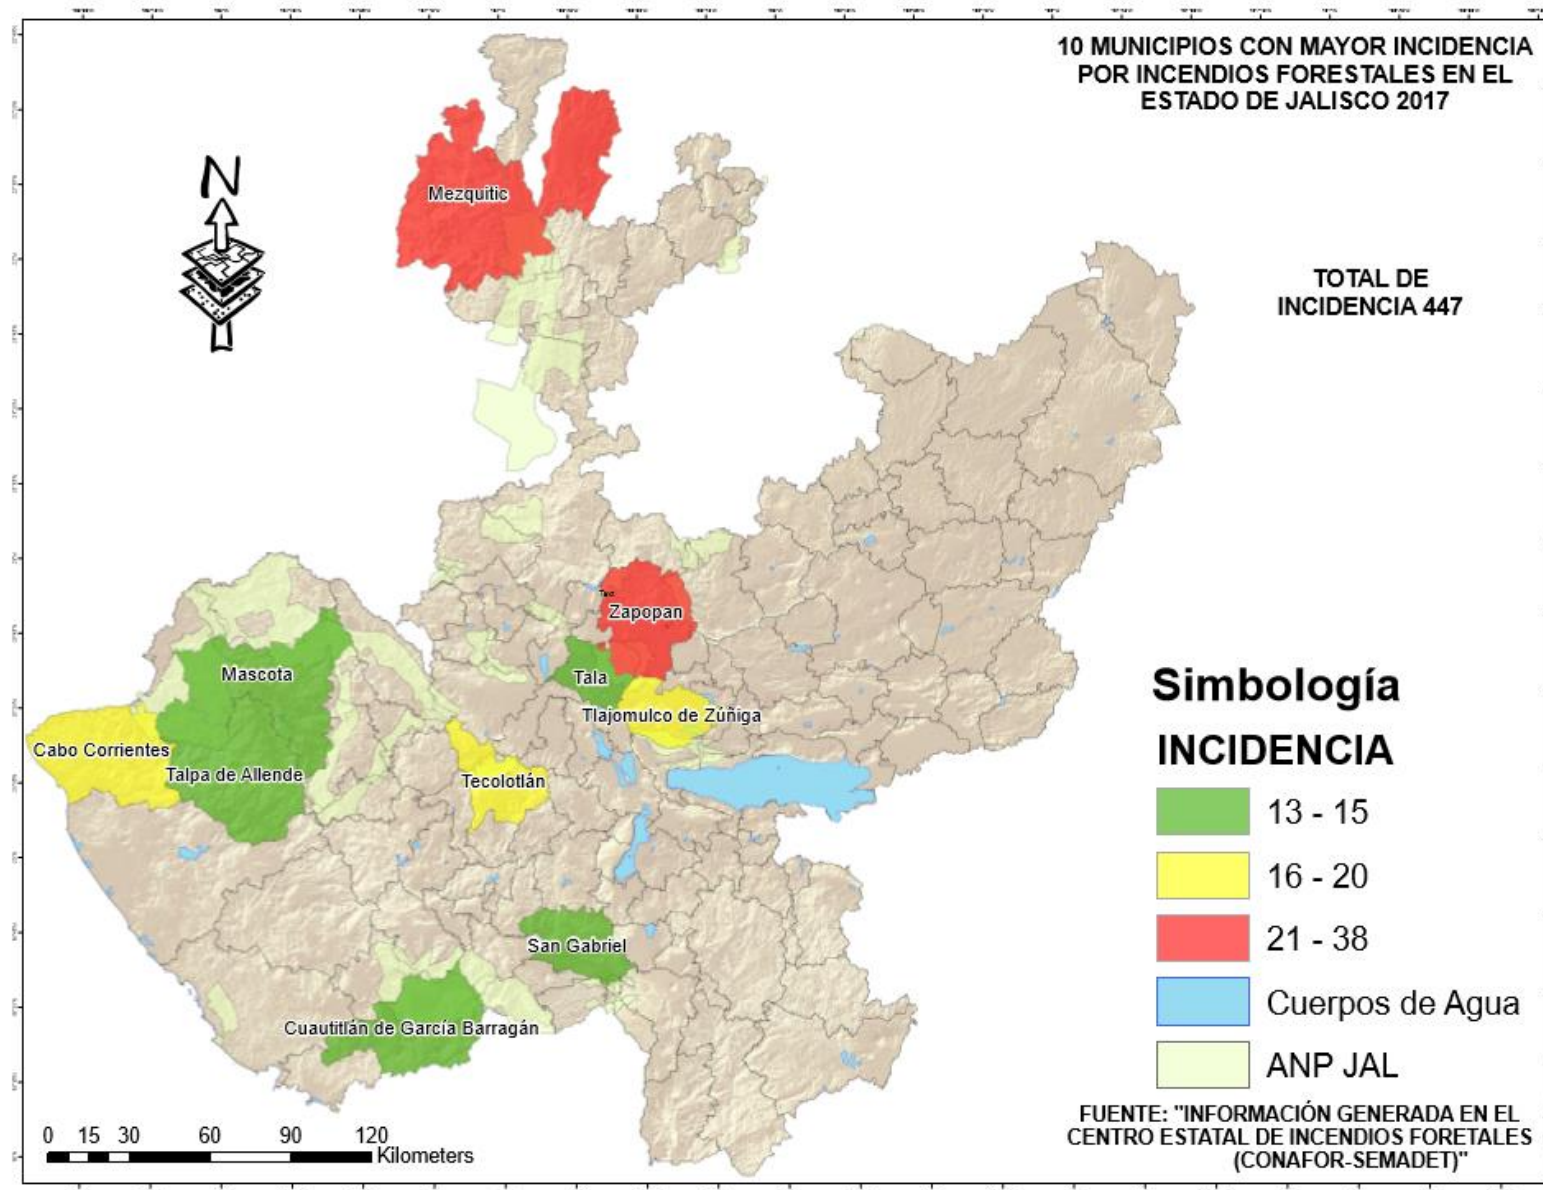 10 MUNICIPIOS CON MAYOR INCIDENCIA
POR INCENDIOS FORESTALES EN EL
ESTADO DE JALISCO 2017
N
Mezquitic
TOTAL DE
INCIDENCIA 447
Zapopan
Mascota
Tala
Tlajomulco de Zúñiga
Cabo Corrientes
Talpa de Allende
Tecolotlán
San Gabriel
Cuautitlán de García Barragán
Simbología
INCIDENCIA
13 - 15
16 - 20
21 - 38
Cuerpos de Agua
ANP JAL
FUENTE: "INFORMACIÓN GENERADA EN EL
CENTRO ESTATAL DE INCENDIOS FORETALES
(CONAFOR-SEMADET)"
0 15 30 60 90 120
Kilometers